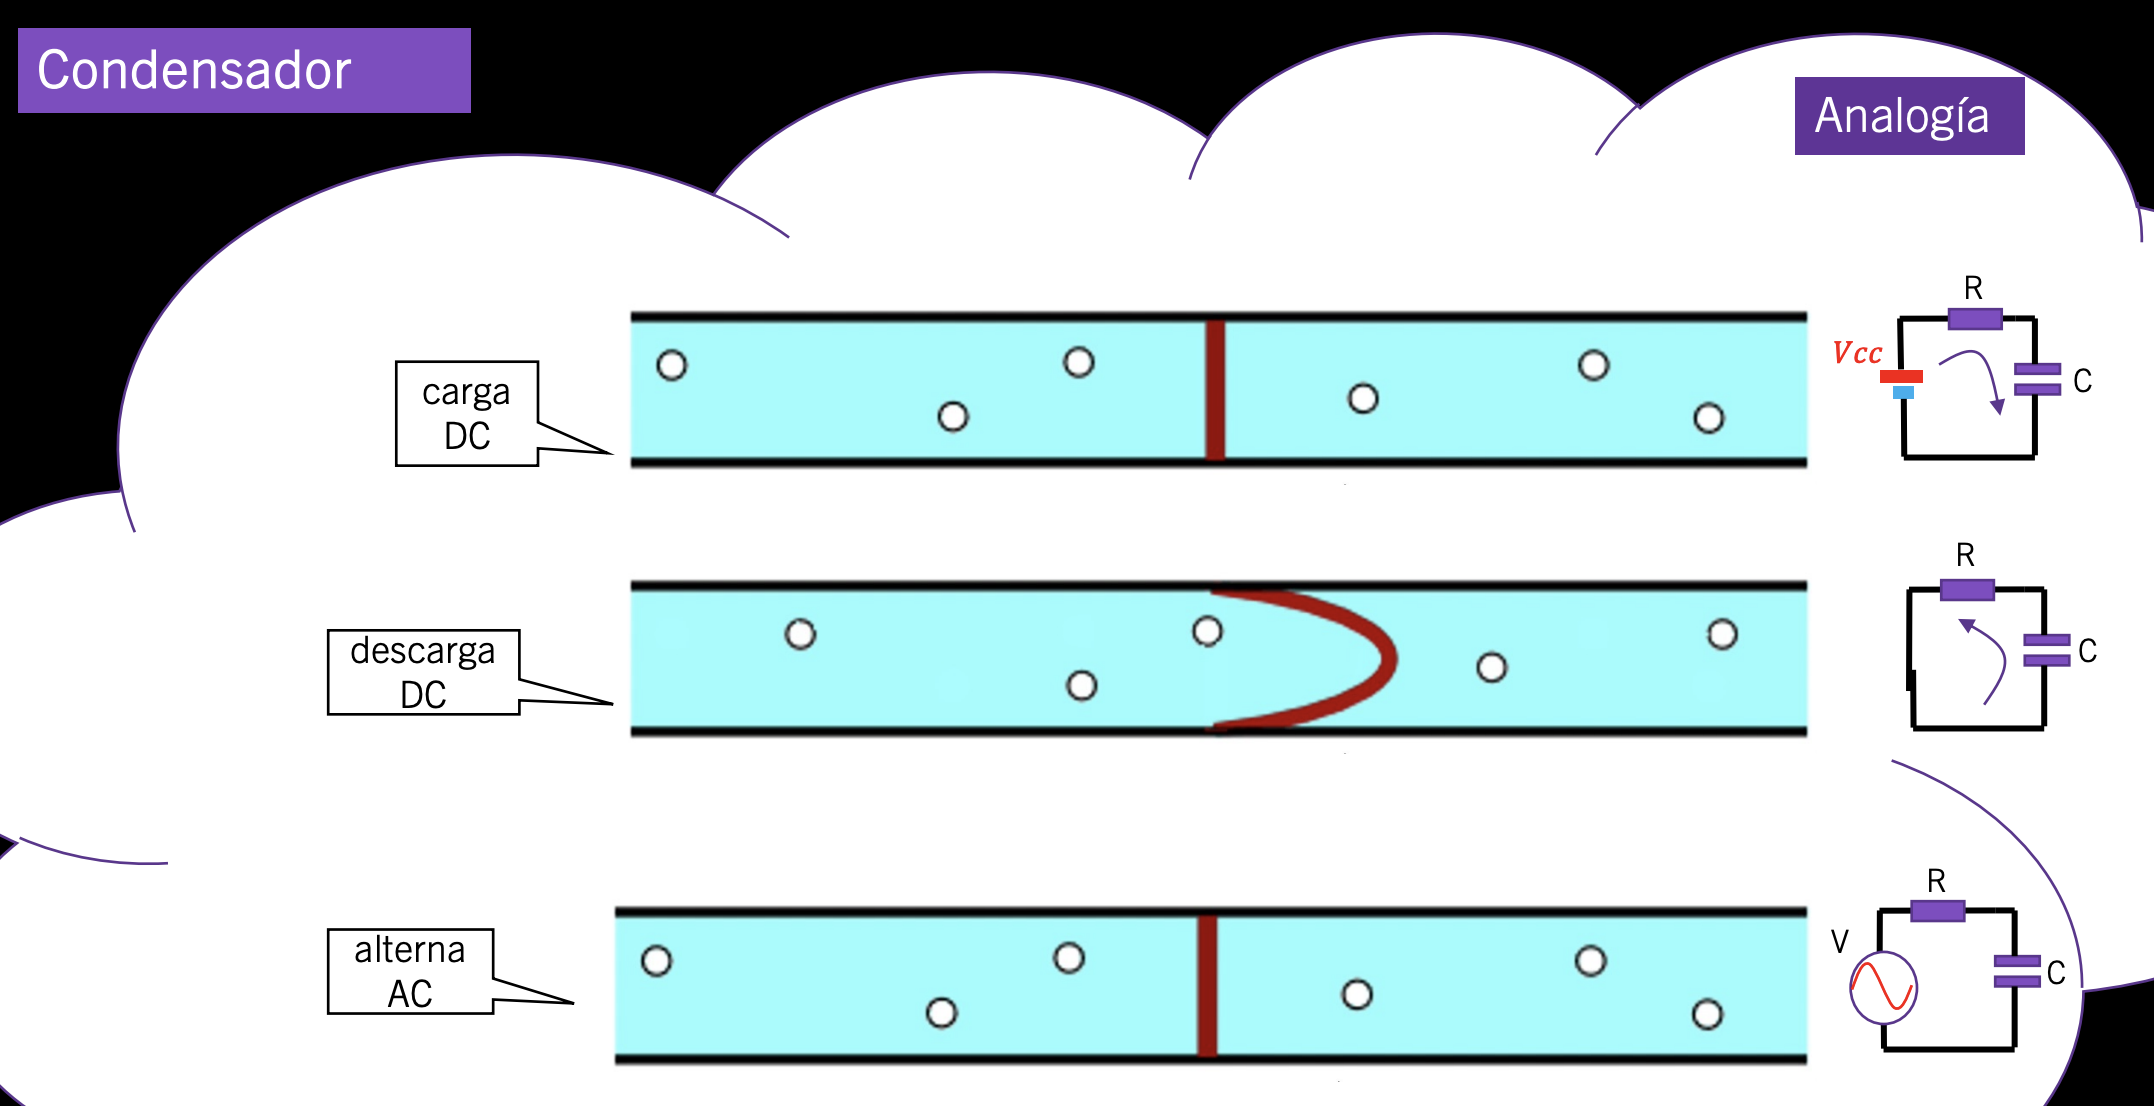 Condensador
Analogía
carga
DC
R
Vcc
C
descarga
DC
R
C
alterna
AC
R
V
C